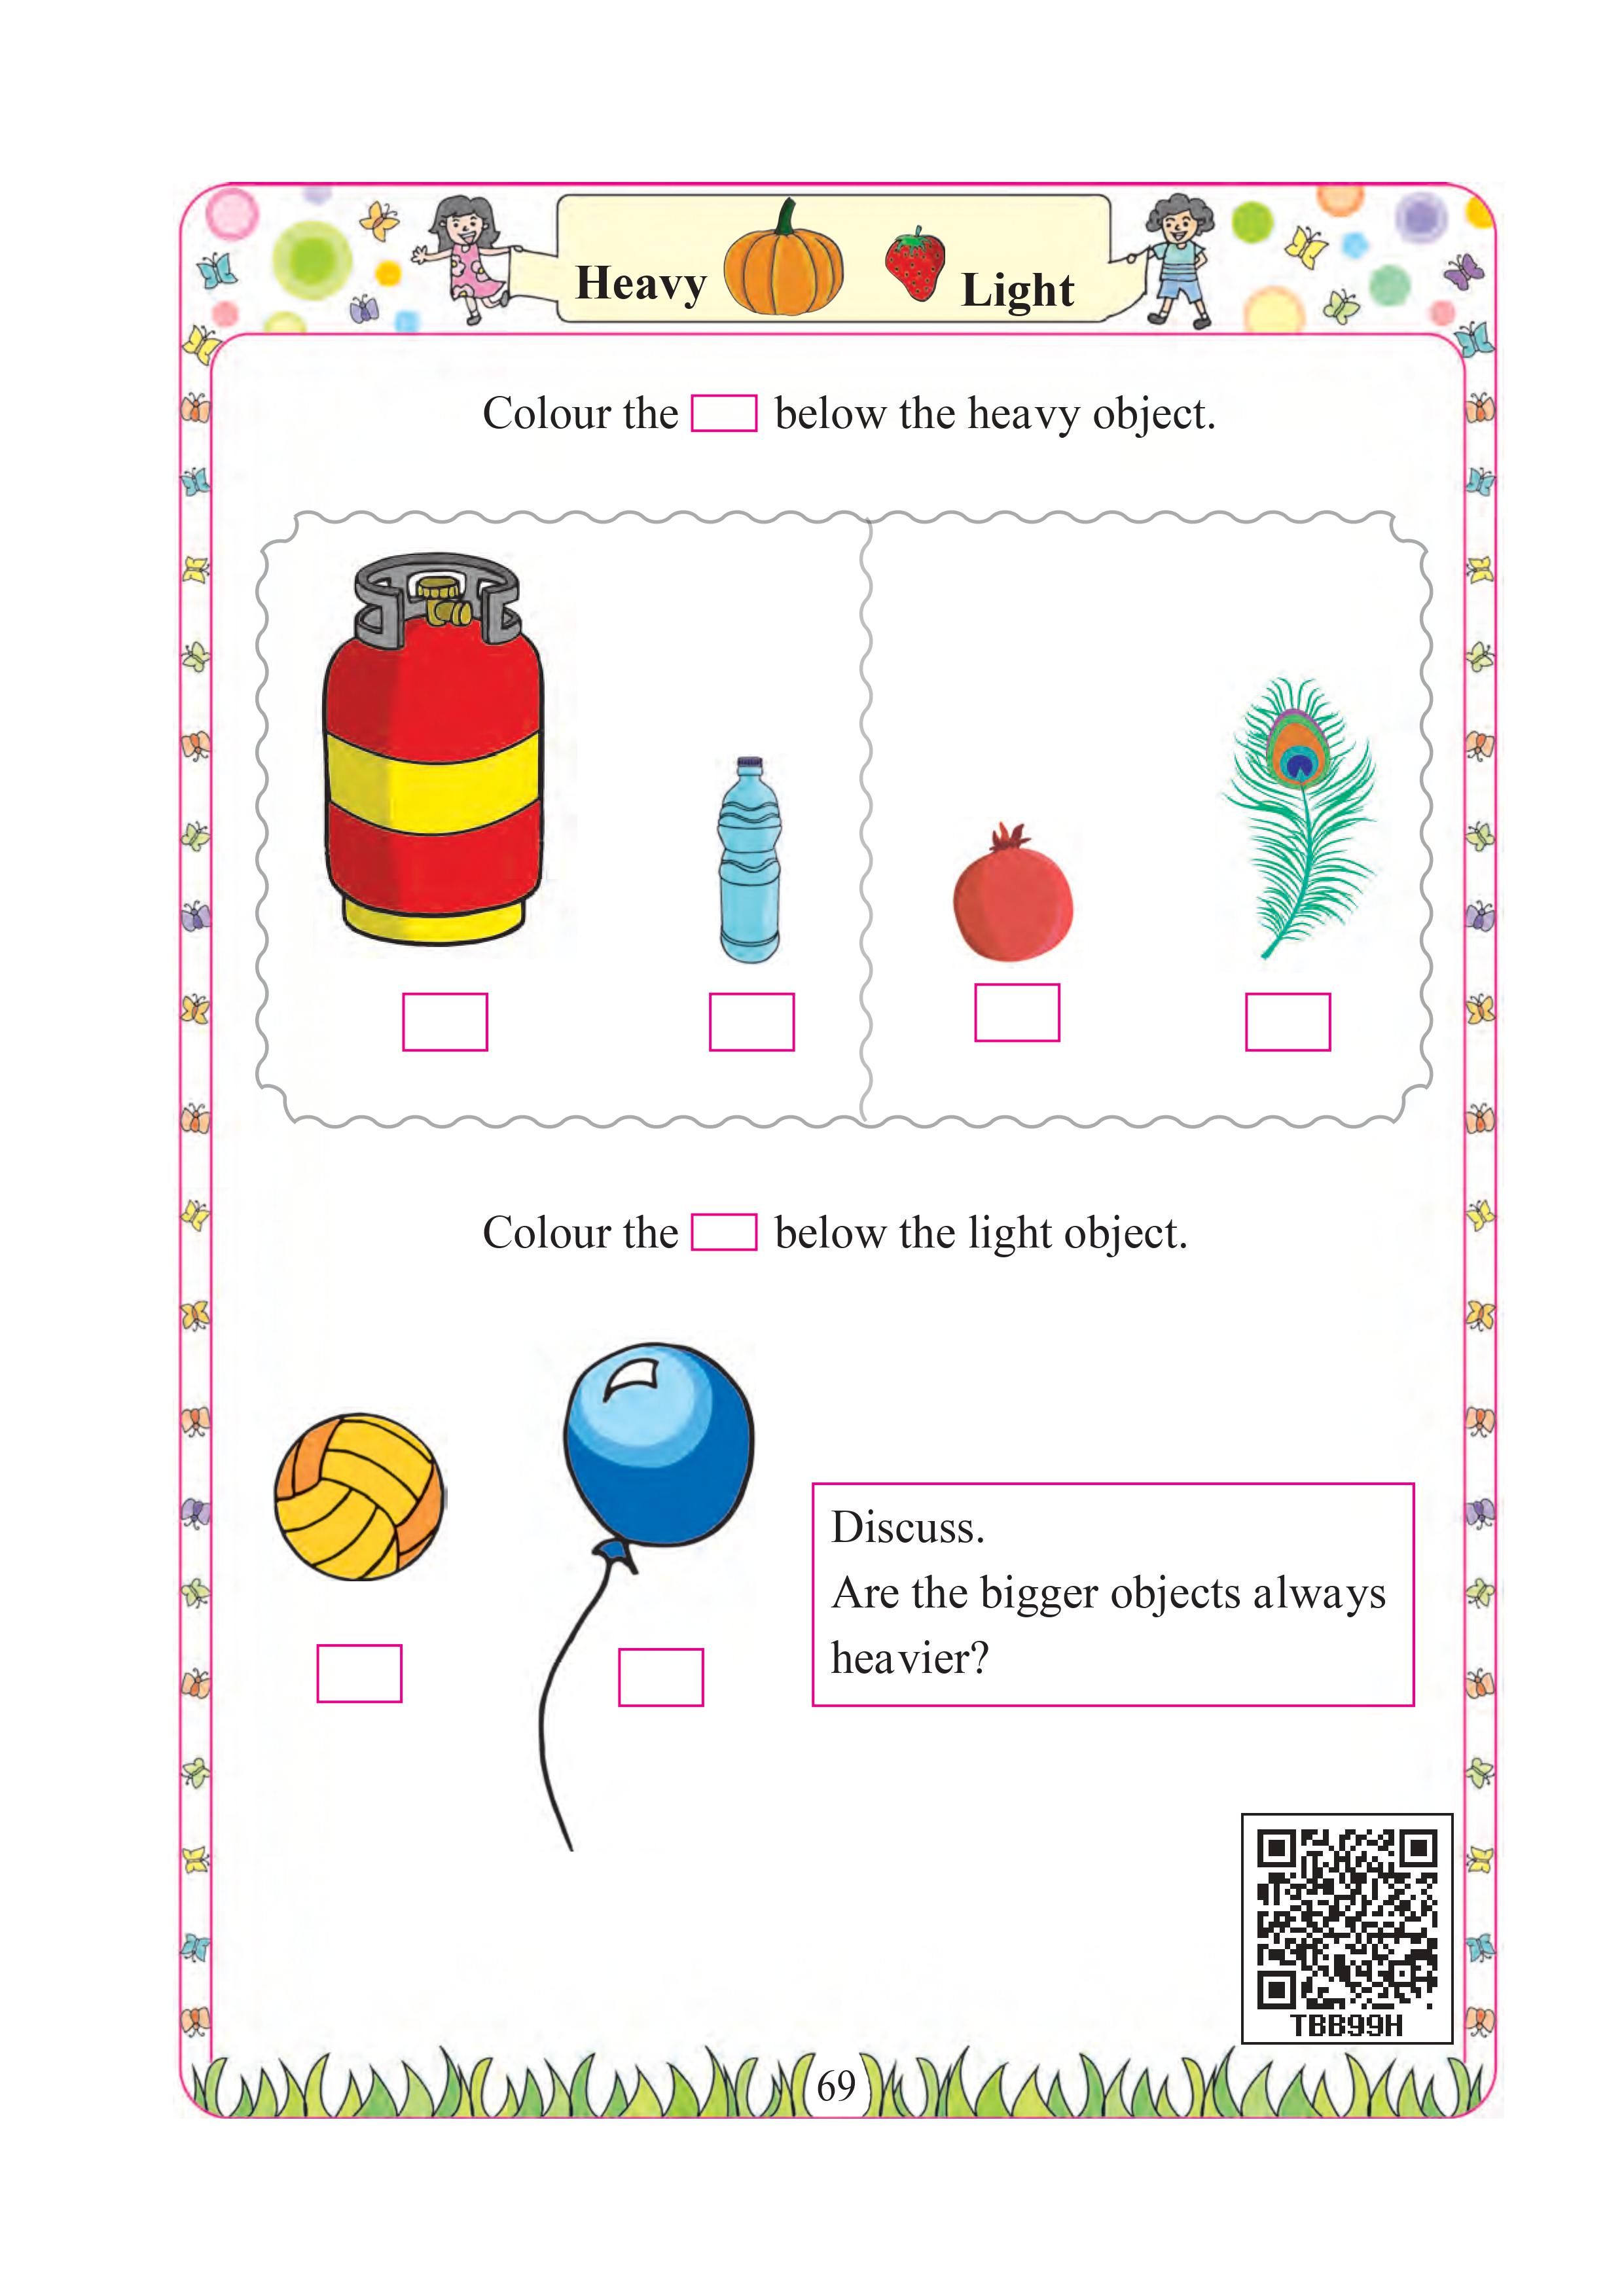 Heavy
Light
Colour the below the heavy object.
Colour the below the light object.
Discuss.
Are the bigger objects always
heavier?
TBB99H
69